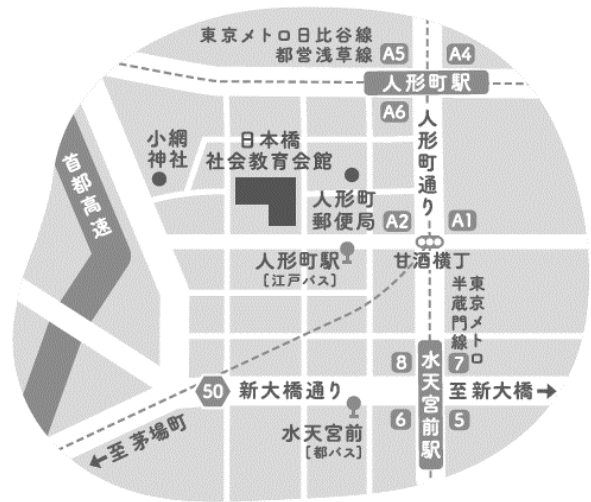 東京メトロ日比谷線
都営浅草線
A5
A4
人形町駅
A6
人形町通り
小網
神社
日本橋
社会教育会館
首都高速
人形町
郵便局
A2
A1
人形町駅
[江戸バス]
甘酒横丁
東京メトロ
半蔵門線
8
7
水天宮前駅
50
新大橋通り
至新大橋→
6
5
水天宮前
[都バス]
←至茅場町